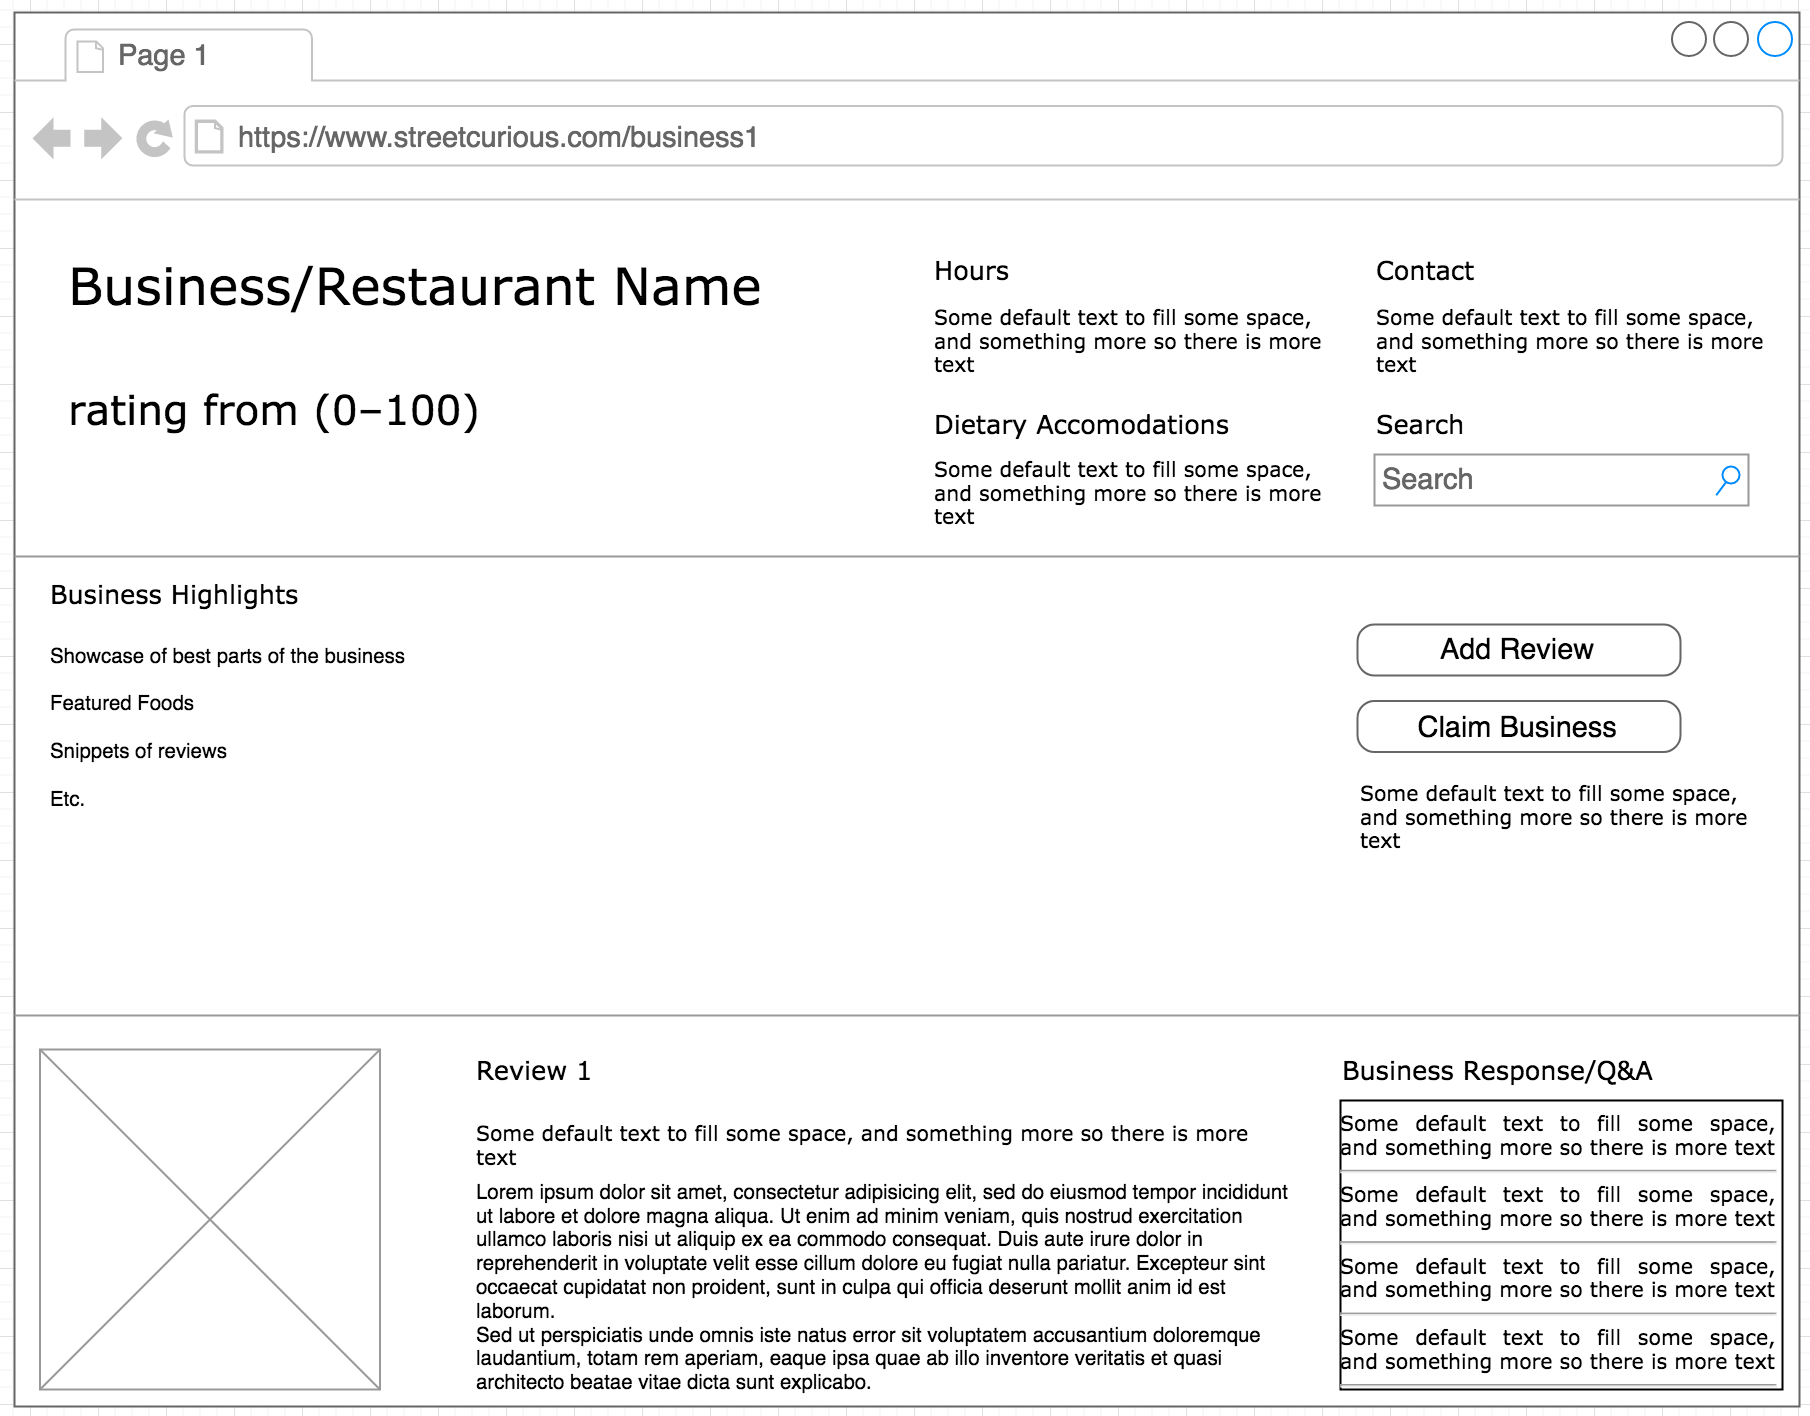 Page 1
https://www.streetcurious.com/business1
Business/Restaurant Name
rating from (0–100)
Hours
Some default text to fill some space,
and something more so there is more
text
Contact
Some default text to fill some space,
and something more so there is more
text
Dietary Accomodations
Some default text to fill some space,
and something more so there is more
text
Search
Search
Business Highlights
Showcase of best parts of the business
Featured Foods
Snippets of reviews
Etc.
Add Review
Claim Business
Some default text to fill some space,
and something more so there is more
text
Review 1
Some default text to fill some space, and something more so there is more
text
Lorem ipsum dolor sit amet, consectetur adipisicing elit, sed do eiusmod tempor incididunt
ut labore et dolore magna aliqua. Ut enim ad minim veniam, quis nostrud exercitation
ullamco laboris nisi ut aliquip ex ea commodo consequat. Duis aute irure dolor in
reprehenderit in voluptate velit esse cillum dolore eu fugiat nulla pariatur. Excepteur sint
occaecat cupidatat non proident, sunt in culpa qui officia deserunt mollit anim id est
laborum.
Sed ut perspiciatis unde omnis iste natus error sit voluptatem accusantium doloremque
laudantium, totam rem aperiam, eaque ipsa quae ab illo inventore veritatis et quasi
architecto beatae vitae dicta sunt explicabo.
Business Response/Q&A
Some default text to fill some space,
and something more so there is more text
Some default text to fill some space,
and something more so there is more text
Some default text to fill some space,
and something more so there is more text
Some default text to fill some space,
and something more so there is more text